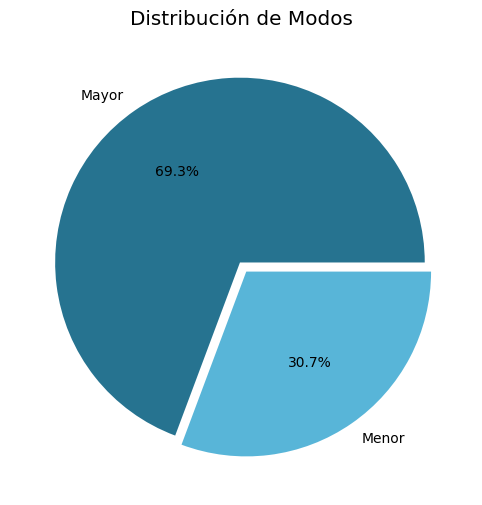 Distribución de Modos
Mayor
69.3%
30.7%
Menor